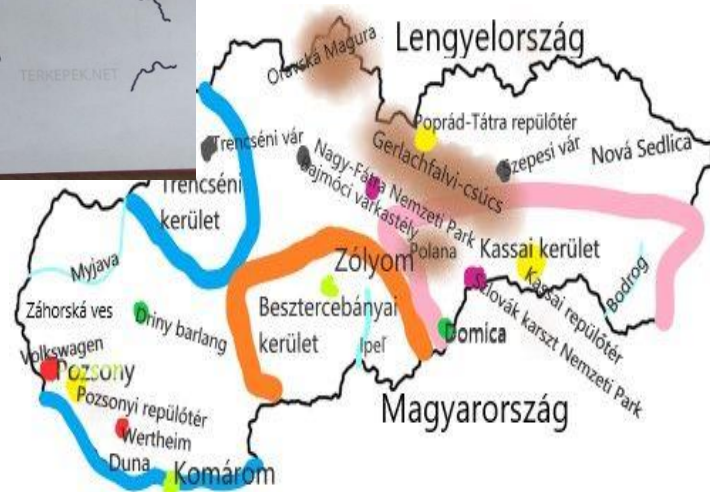 TERKEPEK.NET
Lengyelország
Oravská Magura
Poprád-Tátra repülőtér
Trencséni vár
Gerlachfalvi-csúcs
Szepesi vár
Nová Sedlica
Nagy-Fátra Nemzeti Park
Bajmóci várkastély
Trencséni
kerület
Polana
Kassai kerület
Zólyom
Myjava
Kassai repülőtér
Bodrog
Szlovák karszt Nemzeti Park
Záhorská ves
Driny barlang
Besztercebányai
kerület
Ipeľ
Domica
Volkswagen
Pozsony
Pozsonyi repülőtér
Wertheim
Magyarország
Duna
Komárom